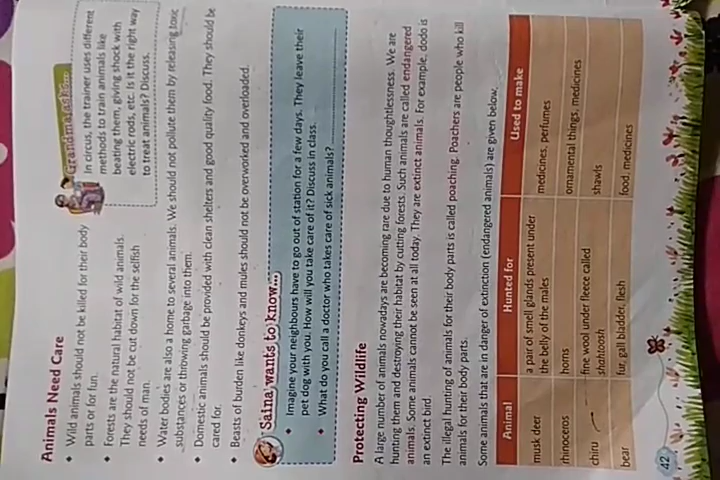 Animals Need Care
• Wild animals should not be killed for their body
parts or for fun.
• Forests are the natural habitat of wild animals.
They should not be cut down for the selfish
needs of man.
Grandma asks...
In circus, the trainer uses different
methods to train animals like
beating them, giving shock with
electric rods, etc. Is it the right way
to treat animals? Discuss.
• Water bodies are also a home to several animals. We should not pollute them by releasing toxic
substances or throwing garbage into them.
• Domestic animals should be provided with clean shelters and good quality food. They should be
cared for.
• Beasts of burden like donkeys and mules should not be overworked and overloaded.
Saina wants to know...
• Imagine your neighbours have to go out of station for a few days. They leave their
pet dog with you. How will you take care of it? Discuss in class.
• What do you call a doctor who takes care of sick animals?
Protecting Wildlife
A large number of animals nowadays are becoming rare due to human thoughtlessness. We are
hunting them and destroying their habitat by cutting forests. Such animals are called endangered
animals. Some animals cannot be seen at all today. They are extinct animals. For example, dodo is
an extinct bird.
The illegal hunting of animals for their body parts is called poaching. Poachers are people who kill
animals for their body parts.
Some animals that are in danger of extinction (endangered animals) are given below.
Animal Hunted for Used to make
musk deer a pair of smell glands present under medicines, perfumes
the belly of the males
rhinoceros horns ornamental things, medicines
chiru fine wool under fleece called shawls
shahtoosh
bear fur, gall bladder, flesh food, medicines
42